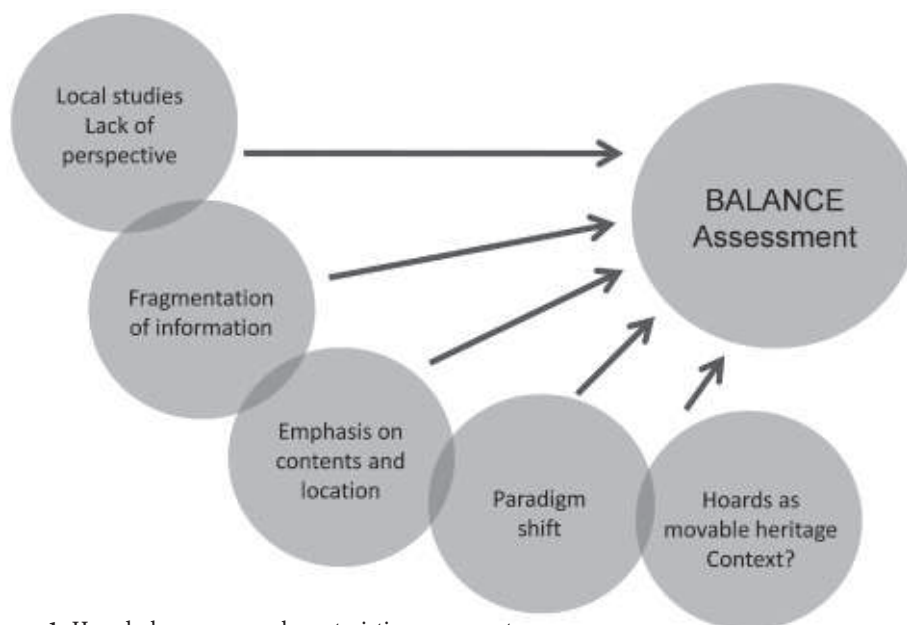 Local studies
Lack of
perspective
BALANCE
Assessment
Fragmentation
of information
Emphasis on
contents and
location
Paradigm
shift
Hoards as
movable heritage
Context?